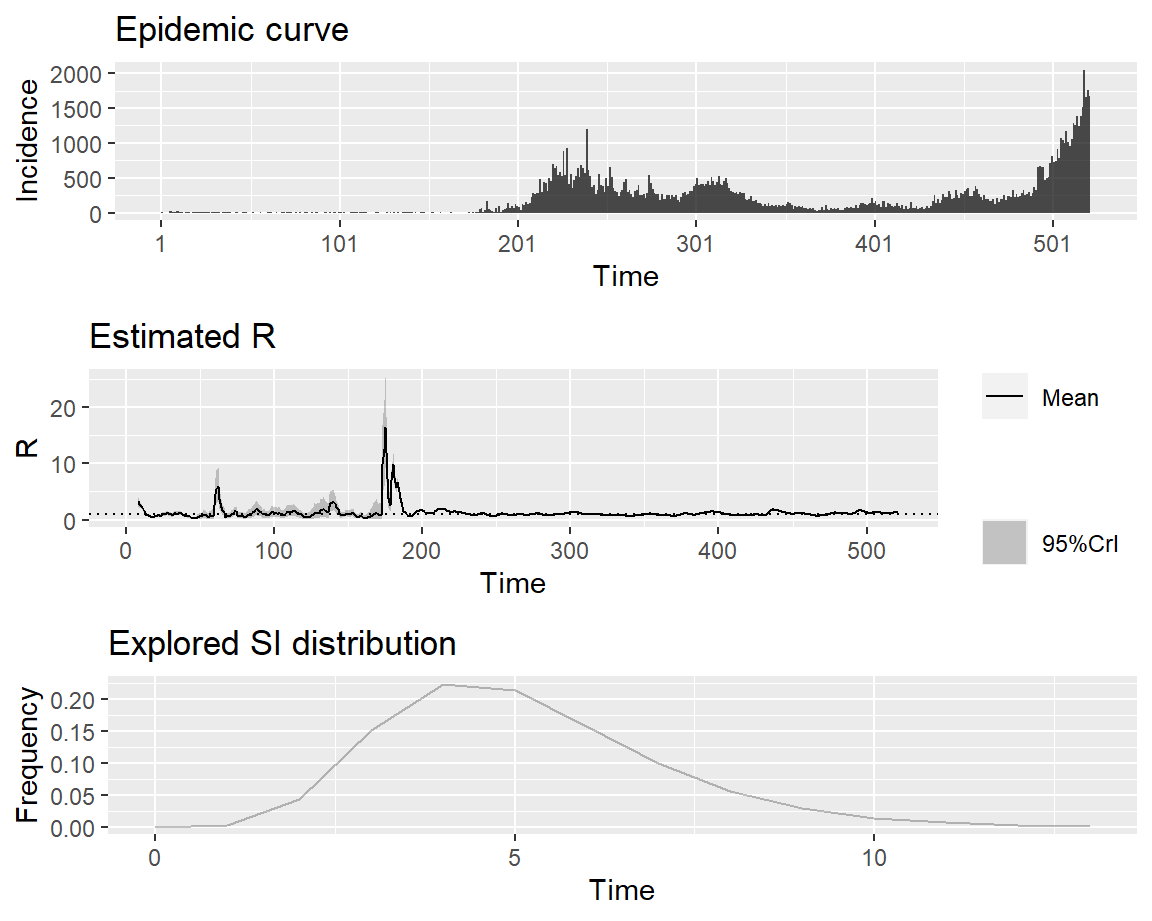 Epidemic curve
Incidence
2000
1500
1000
500
0
1 101 201 301 401 501
Time
Estimated R
R
20
10
0
0 100 200 300 400 500
Time
Mean
95%CrI
Explored SI distribution
Frequency
0.20
0.15
0.10
0.05
0.00
0 5 10
Time